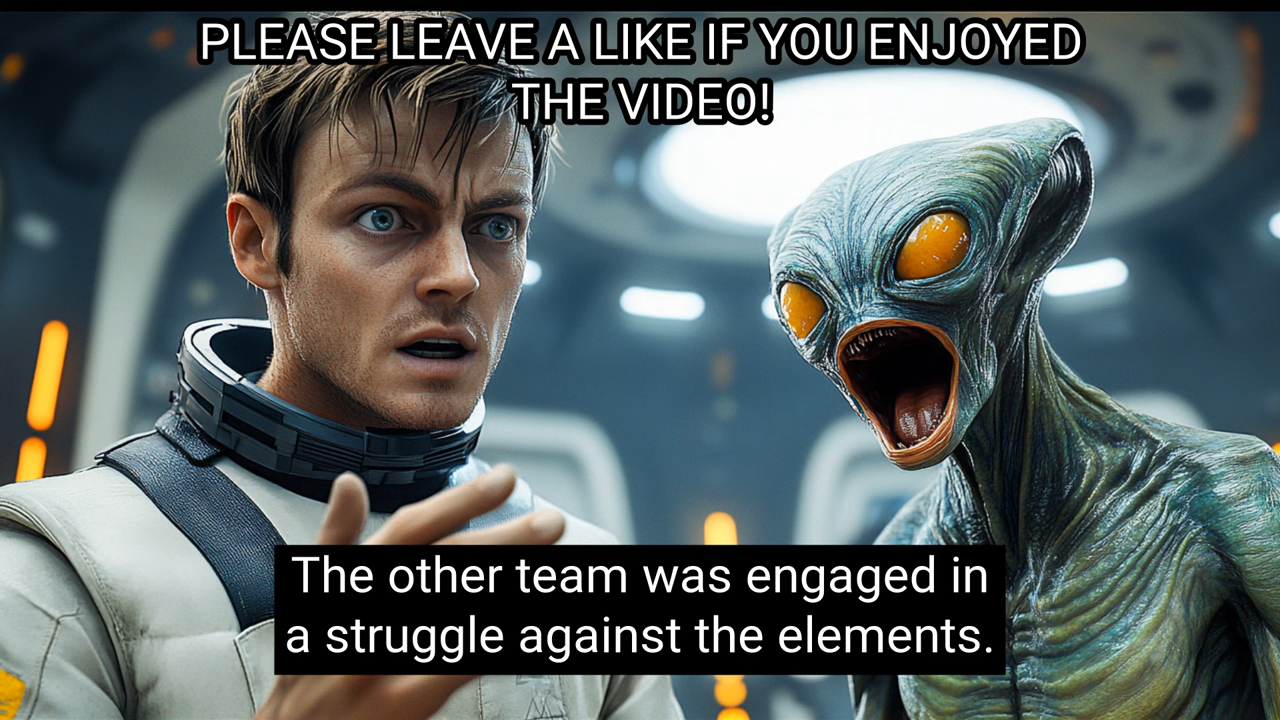 PLEASE LEAVE A LIKE IF YOU ENJOYED
THE VIDEO!
The other team was engaged in
a struggle against the elements.